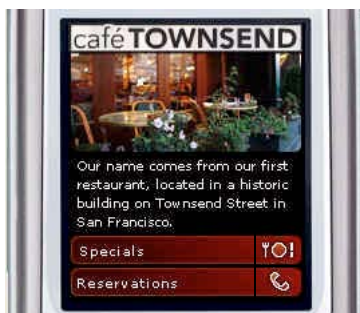 café TOWNSEND
Our name comes from our first
restaurant, located in a historic
building on Townsend Street in
San Francisco.
Specials
Reservations